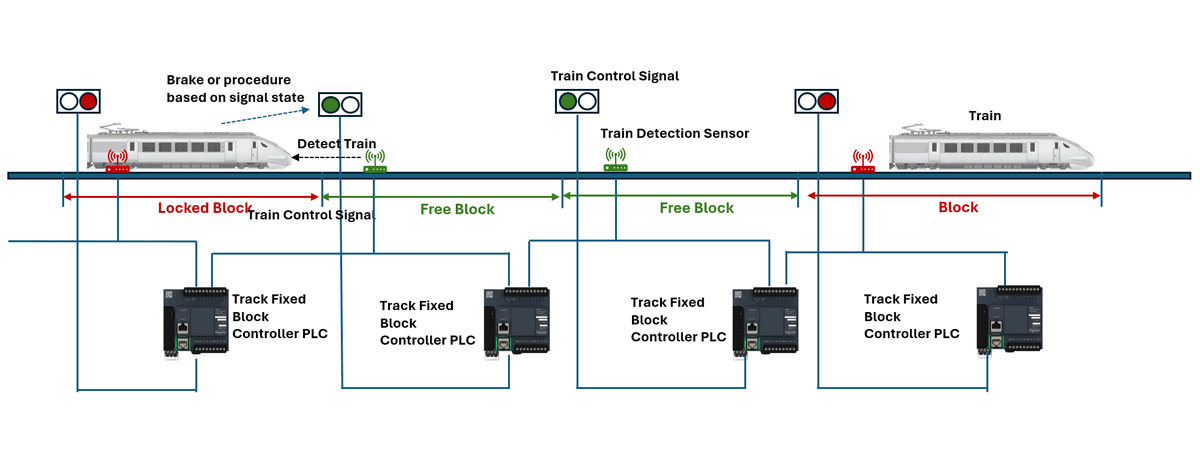 Train Control Signal
Brake or procedure
based on signal state
Train
Train Detection Sensor
Detect Train
Locked Block
Train Control Signal
Free Block
Free Block
Block
Track Fixed
Block
Controller PLC
Track Fixed
Block
Controller PLC
Track Fixed
Block
Controller PLC
Track Fixed
Block
Controller PLC